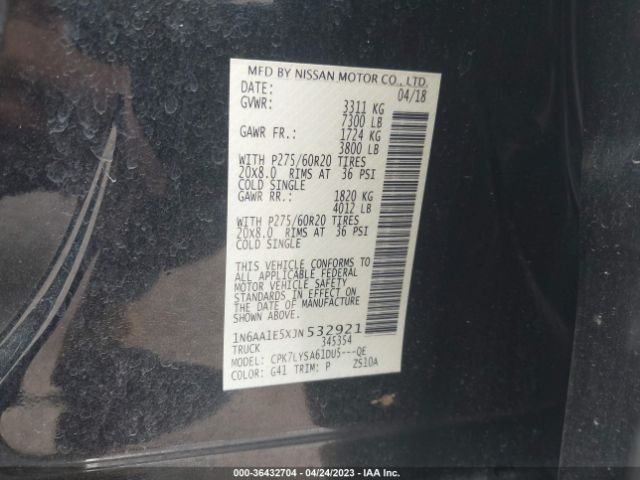 MFD BY NISSAN MOTOR CO., LTD.
DATE: 04/18
GVWR: 3311 KG
7300 LB
GAWR FR.: 1724 KG
3800 LB
WITH P275/60R20 TIRES
20X8.0 RIMS AT 36 PSI
COLD SINGLE
GAWR RR.: 1820 KG
4012 LB
WITH P275/60R20 TIRES
20X8.0 RIMS AT 36 PSI
COLD SINGLE
THIS VEHICLE CONFORMS TO
ALL APPLICABLE FEDERAL
MOTOR VEHICLE SAFETY
STANDARDS IN EFFECT ON
THE DATE OF MANUFACTURE
SHOWN ABOVE.
1N6AA1E5XJN532921
TRUCK 345354
MODEL: CPK7LYSA61DU5---QE
COLOR: G41 TRIM: P ZS10A
000-36432704 - 04/24/2023 - IAA Inc.